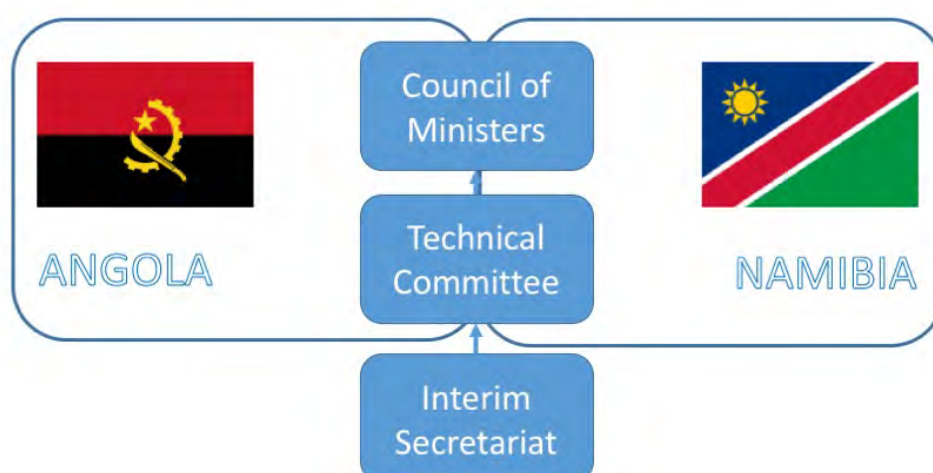 Council of
Ministers
ANGOLA
Technical
Committee
NAMIBIA
Interim
Secretariat